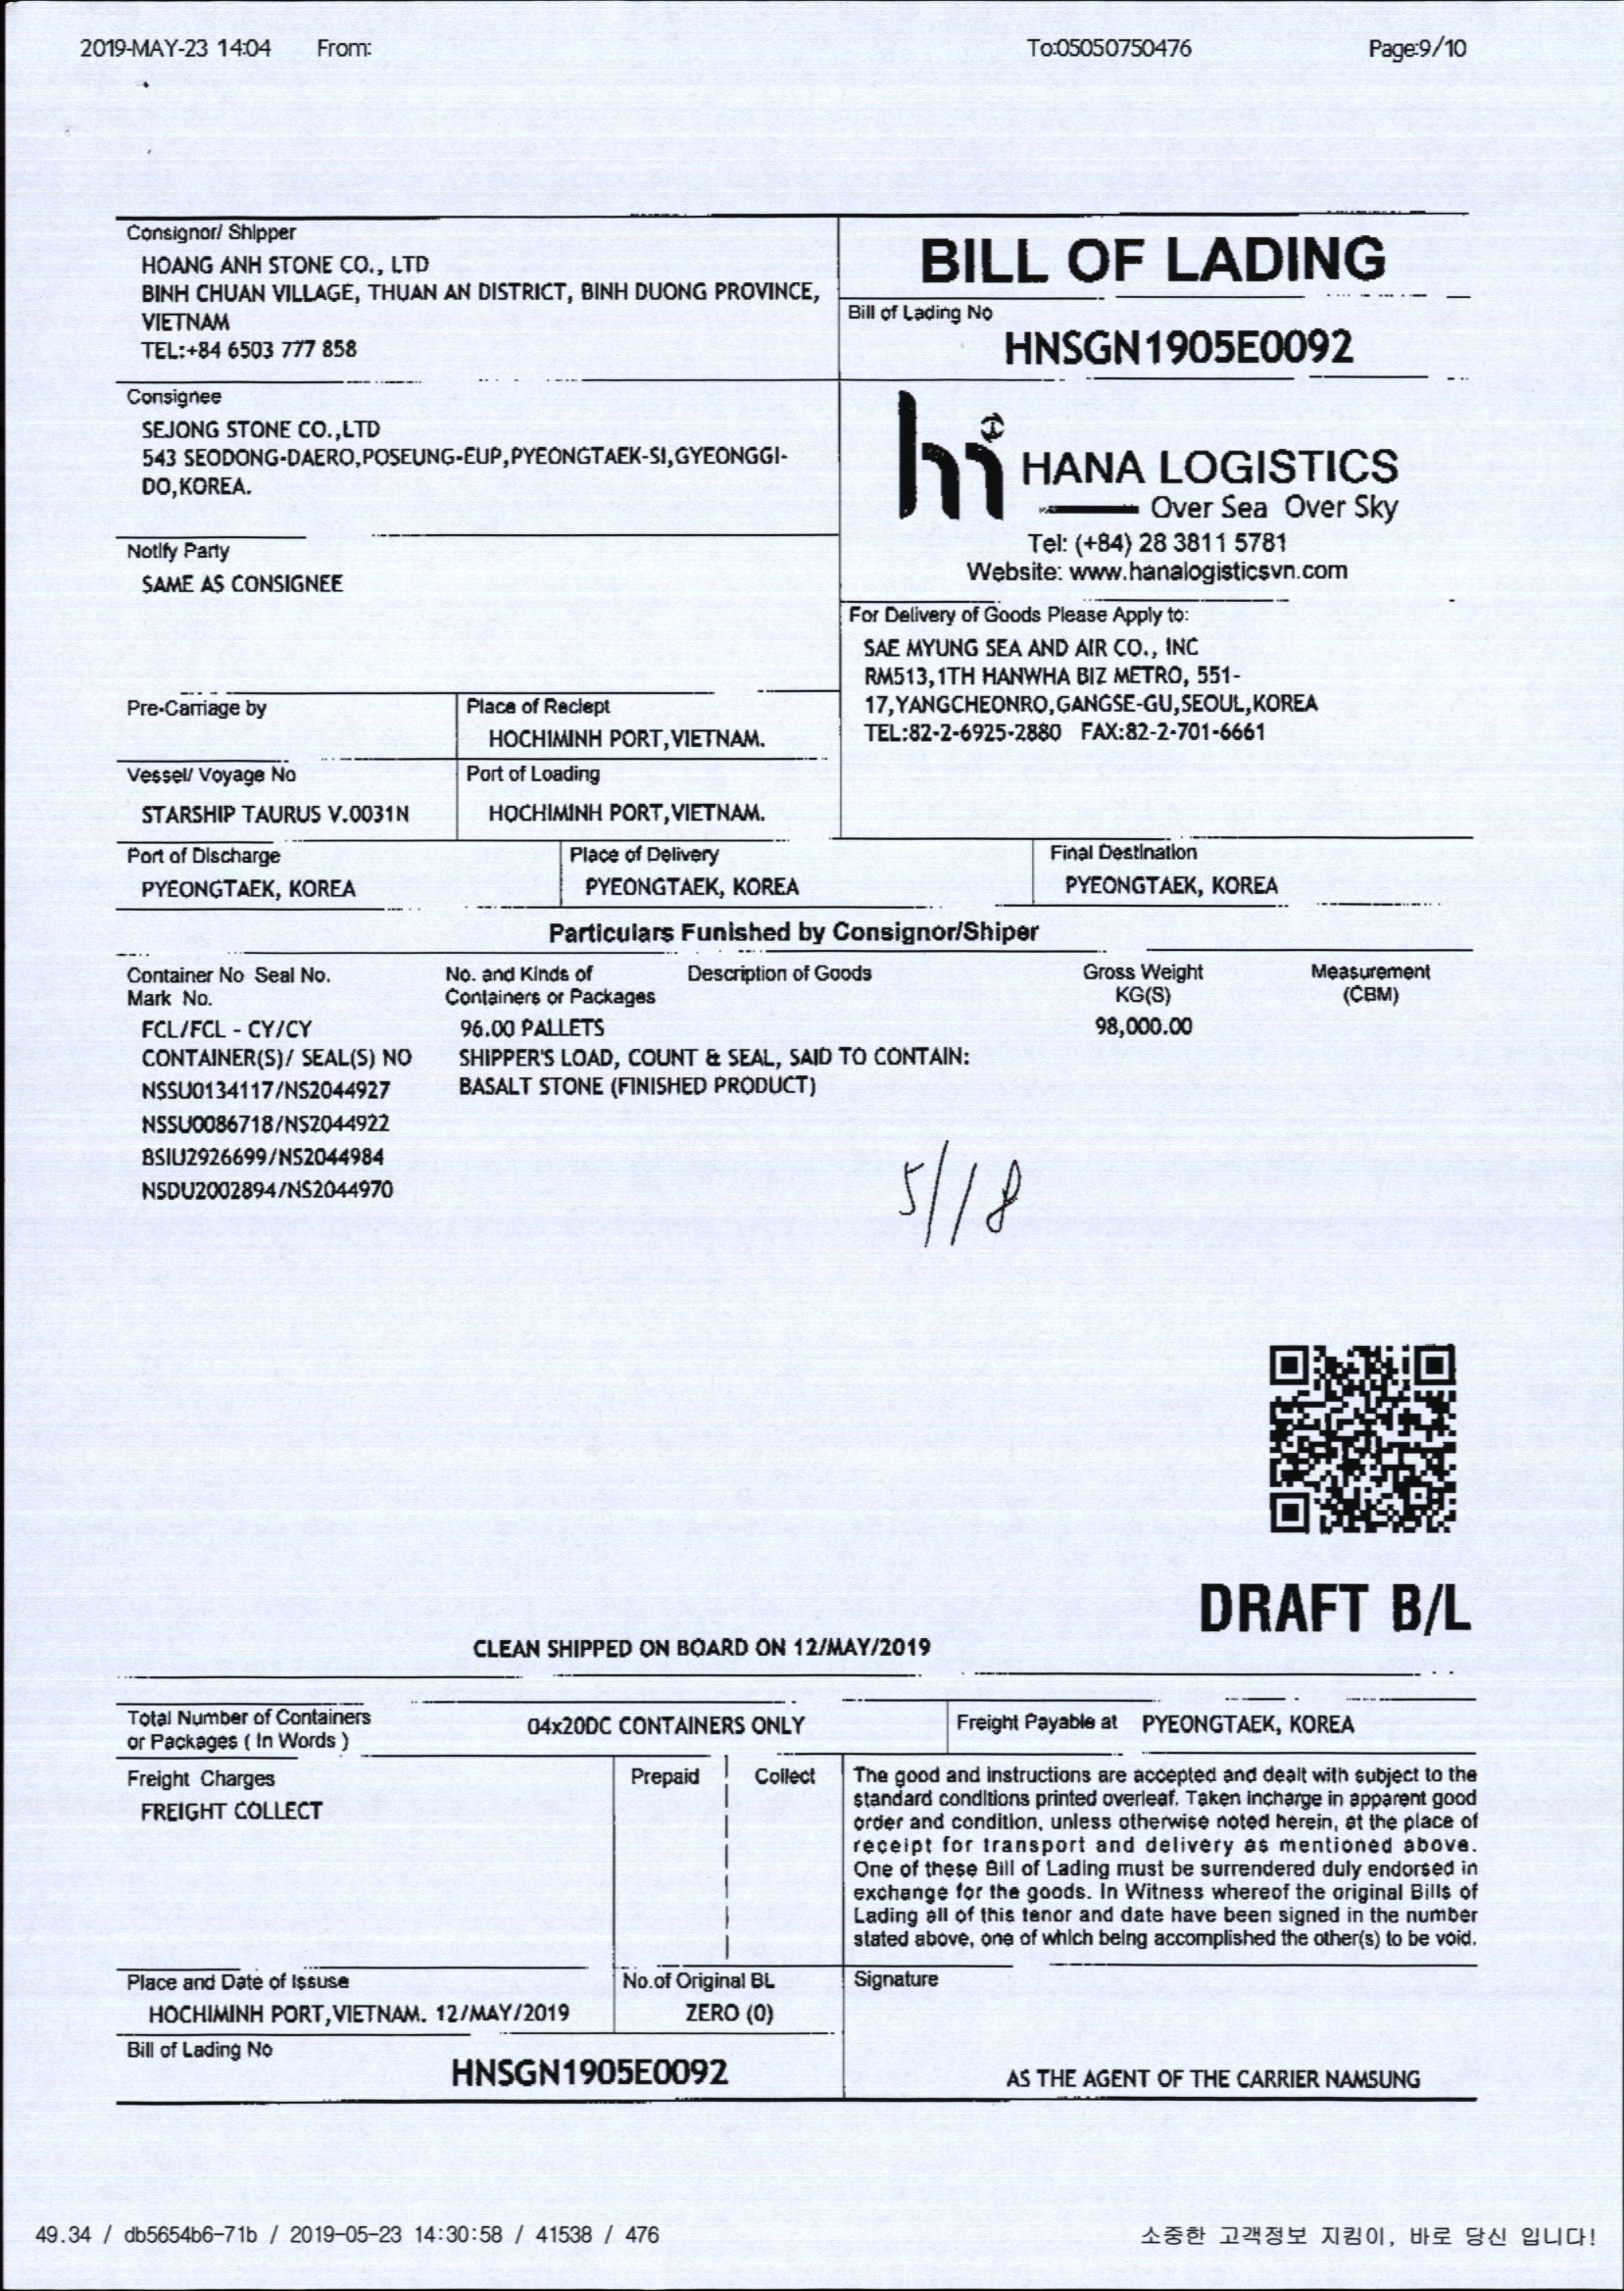 2019-MAY-23 14:04 From: To:05050750476 Page:9/10
Consignor/ Shipper
HOANG ANH STONE CO., LTD
BINH CHUAN VILLAGE, THUAN AN DISTRICT, BINH DUONG PROVINCE,
VIETNAM
TEL:+84 6503 777 858
BILL OF LADING
Bill of Lading No
HNSGN1905E0092
Consignee
SEJONG STONE CO.,LTD
543 SEODONG-DAERO,POSEUNG-EUP,PYEONGTAEK-SI,GYEONGGI-
DO,KOREA.
HANA LOGISTICS
Over Sea Over Sky
Tel: (+84) 28 3811 5781
Website: www.hanalogisticsvn.com
Notify Party
SAME AS CONSIGNEE
For Delivery of Goods Please Apply to:
SAE MYUNG SEA AND AIR CO., INC
RM513,1TH HANWHA BIZ METRO, 551-
17,YANGCHEONRO,GANGSE-GU,SEOUL,KOREA
TEL:82-2-6925-2880 FAX:82-2-701-6661
Pre-Carriage by
Place of Reciept
HOCHIMINH PORT,VIETNAM.
Vessel/ Voyage No
STARSHIP TAURUS V.0031N
Port of Loading
HOCHIMINH PORT,VIETNAM.
Port of Discharge
PYEONGTAEK, KOREA
Place of Delivery
PYEONGTAEK, KOREA
Final Destination
PYEONGTAEK, KOREA
Particulars Funished by Consignor/Shiper
Container No Seal No.
Mark No.
No. and Kinds of
Containers or Packages
Description of Goods
Gross Weight
KG(S)
Measurement
(CBM)
FCL/FCL - CY/CY 96.00 PALLETS 98,000.00
CONTAINER(S)/ SEAL(S) NO SHIPPER'S LOAD, COUNT & SEAL, SAID TO CONTAIN:
NSSU0134117/NS2044927 BASALT STONE (FINISHED PRODUCT)
NSSU0086718/NS2044922
BSIU2926699/NS2044984
NSDU2002894/NS2044970
5/18
DRAFT B/L
CLEAN SHIPPED ON BOARD ON 12/MAY/2019
Total Number of Containers
or Packages ( In Words )
04x20DC CONTAINERS ONLY
Freight Payable at PYEONGTAEK, KOREA
Freight Charges
FREIGHT COLLECT
Prepaid
Collect
The good and instructions are accepted and dealt with subject to the
standard conditions printed overleaf. Taken incharge in apparent good
order and condition, unless otherwise noted herein, at the place of
receipt for transport and delivery as mentioned above.
One of these Bill of Lading must be surrendered duly endorsed in
exchange for the goods. In Witness whereof the original Bills of
Lading all of this tenor and date have been signed in the number
stated above, one of which being accomplished the other(s) to be void.
Place and Date of Issuse
HOCHIMINH PORT,VIETNAM. 12/MAY/2019
No.of Original BL
ZERO (0)
Signature
Bill of Lading No
HNSGN1905E0092
AS THE AGENT OF THE CARRIER NAMSUNG
49.34 / db5654b6-71b / 2019-05-23 14:30:58 / 41538 / 476
소중한 고객정보 지킴이, 바로 당신 입니다!